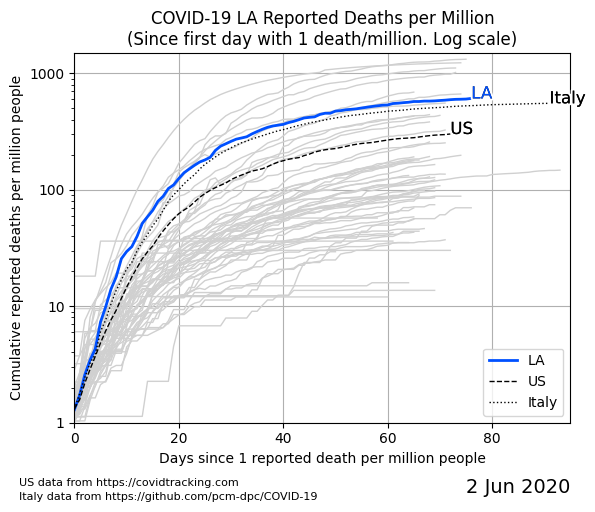 COVID-19 LA Reported Deaths per Million
(Since first day with 1 death/million. Log scale)
Cumulative reported deaths per million people
1000
100
10
1
LA
Italy
US
LA
US
Italy
0 20 40 60 80
Days since 1 reported death per million people
US data from https://covidtracking.com
Italy data from https://github.com/pcm-dpc/COVID-19
2 Jun 2020